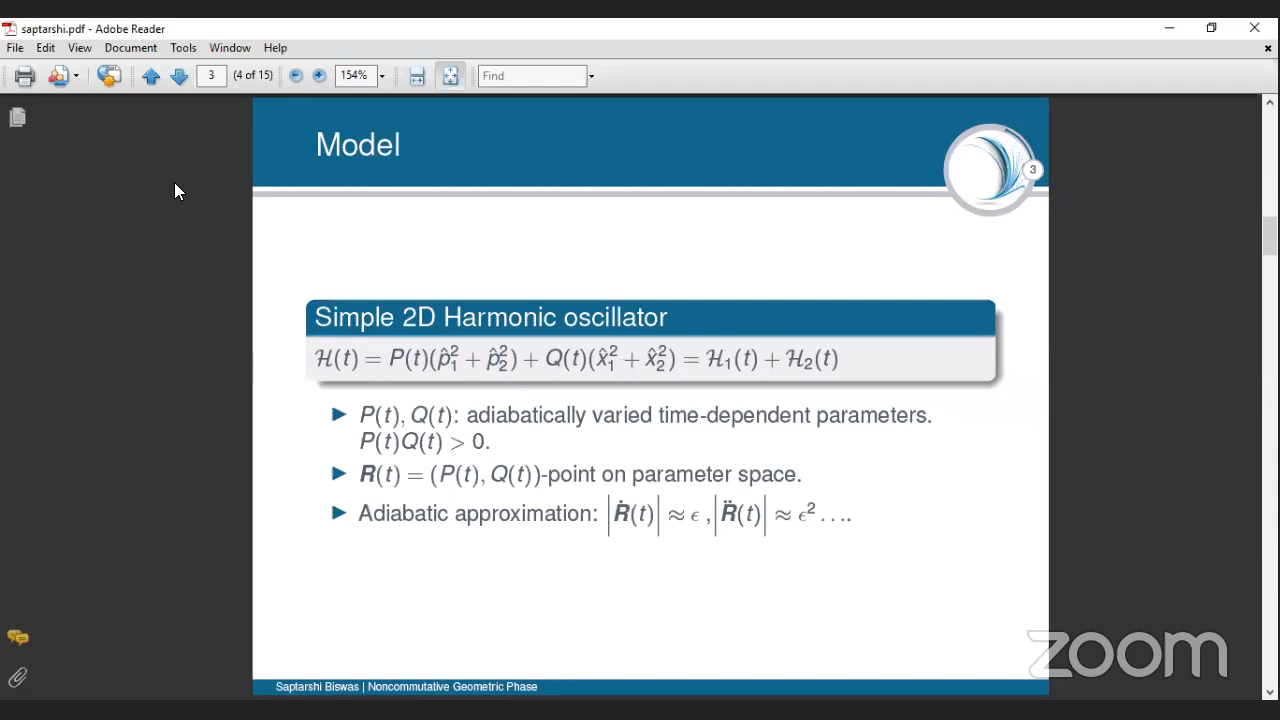 saptarshi.pdf - Adobe Reader
File Edit View Document Tools Window Help
3 (4 of 15) 154% Find
Model
3
Simple 2D Harmonic oscillator
ℋ(t) = P(t)(p̂₁² + p̂₂²) + Q(t)(x̂₁² + x̂₂²) = ℋ₁(t) + ℋ₂(t)
▶ P(t), Q(t): adiabatically varied time-dependent parameters.
P(t)Q(t) > 0.
▶ R(t) = (P(t), Q(t))-point on parameter space.
▶ Adiabatic approximation: |Ṙ(t)| ≈ ϵ ,|R̈(t)| ≈ ϵ² . . ..
zoom
Saptarshi Biswas | Noncommutative Geometric Phase